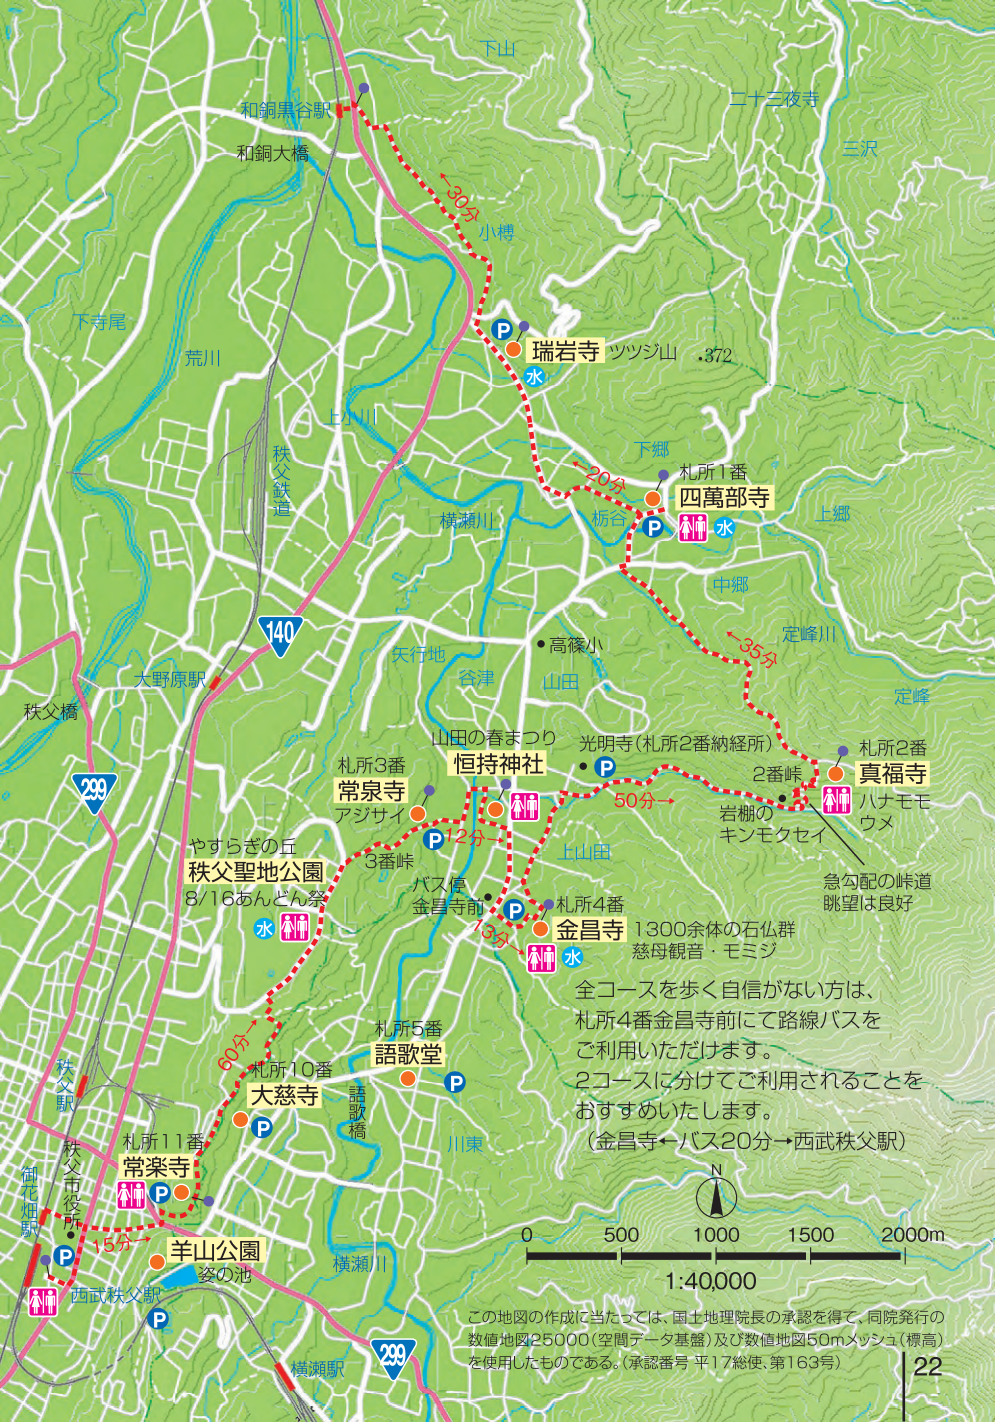 下山
二十三夜寺
和銅黒谷駅
三沢
和銅大橋
←30分
小榑
下寺尾
荒川
P
瑞岩寺 ツツジ山 .372
水
上小川
秩父鉄道
下郷
札所1番
四萬部寺
←20分
横瀬川
栃谷
P 水
上郷
中郷
140
高篠小
←35分
定峰川
矢行地
谷津
山田
定峰
大野原駅
秩父橋
299
山田の春まつり
恒持神社
光明寺（札所2番納経所）
P
札所2番
真福寺
2番峠
札所3番
常泉寺
アジサイ
50分→
岩棚の
キンモクセイ
ハナモモ
ウメ
P
12分→
3番峠
やすらぎの丘
秩父聖地公園
8/16あんどん祭
水
上山田
急勾配の峠道
眺望は良好
バス停
金昌寺前
P
札所4番
金昌寺
1300余体の石仏群
慈母観音・モミジ
13分→
水
全コースを歩く自信がない方は、
札所4番金昌寺前にて路線バスを
ご利用いただけます。
2コースに分けてご利用されることを
おすすめいたします。
（金昌寺←バス20分→西武秩父駅）
60分→
札所5番
語歌堂
P
秩父駅
札所10番
大慈寺
P
語歌橋
川東
札所11番
常楽寺
P
御花畑駅
秩父市役所
15分→
P
羊山公園
姿の池
西武秩父駅
P
横瀬川
299
横瀬駅
N
0 500 1000 1500 2000m
1:40,000
この地図の作成に当たっては、国土地理院長の承認を得て、同院発行の
数値地図25000（空間データ基盤）及び数値地図50mメッシュ（標高）
を使用したものである。（承認番号 平17総使、第163号）
22